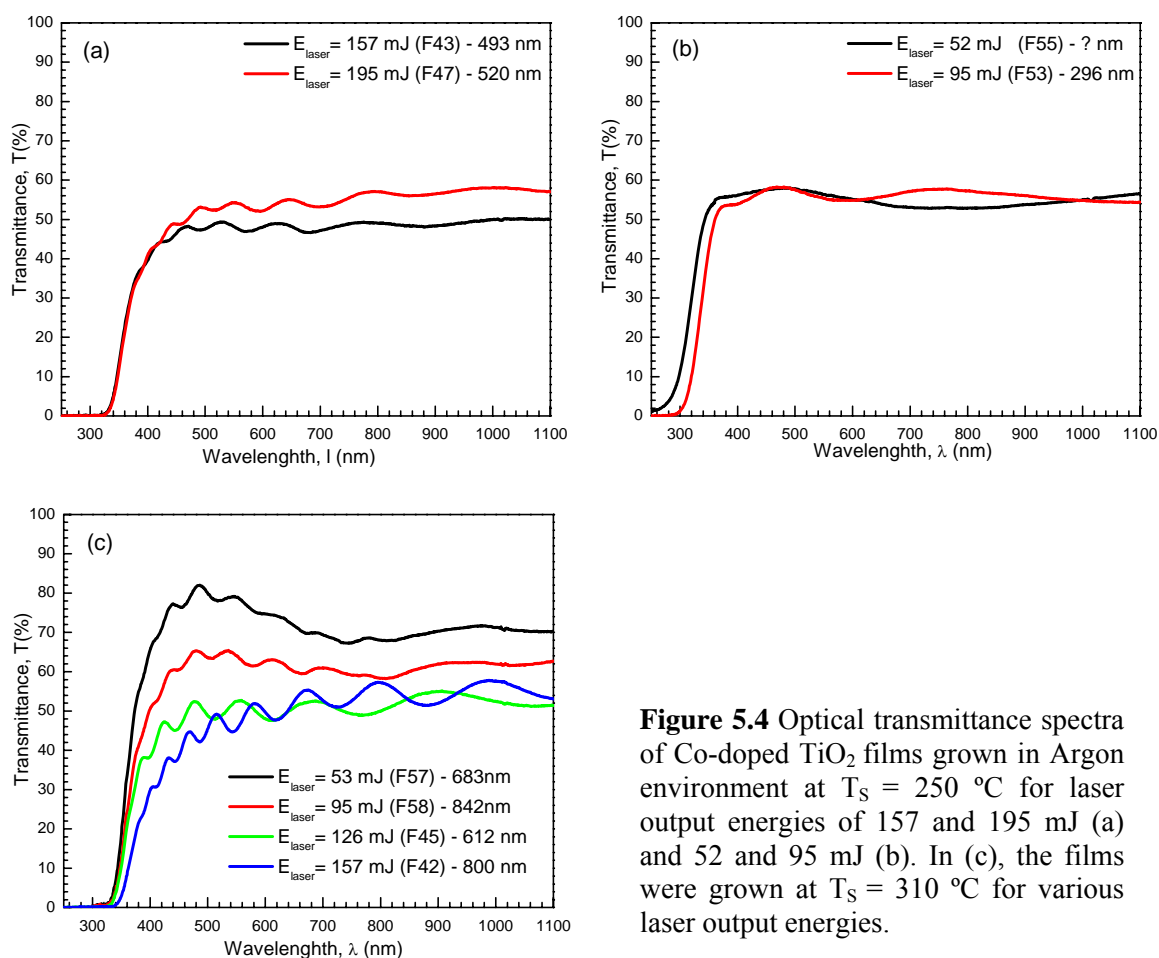 (a)
E_laser= 157 mJ (F43) - 493 nm
E_laser= 195 mJ (F47) - 520 nm
Transmittance, T(%)
100
90
80
70
60
50
40
30
20
10
0
300 400 500 600 700 800 900 1000 1100
Wavelenghth, l (nm)
(b)
E_laser= 52 mJ (F55) - ? nm
E_laser= 95 mJ (F53) - 296 nm
Transmittance, T(%)
100
90
80
70
60
50
40
30
20
10
0
300 400 500 600 700 800 900 1000 1100
Wavelenghth, λ (nm)
(c)
Transmittance, T(%)
100
90
80
70
60
50
40
30
20
10
0
E_laser= 53 mJ (F57) - 683nm
E_laser= 95 mJ (F58) - 842nm
E_laser= 126 mJ (F45) - 612 nm
E_laser= 157 mJ (F42) - 800 nm
300 400 500 600 700 800 900 1000 1100
Wavelenghth, λ (nm)
Figure 5.4 Optical transmittance spectra
of Co-doped TiO₂ films grown in Argon
environment at T_S = 250 ºC for laser
output energies of 157 and 195 mJ (a)
and 52 and 95 mJ (b). In (c), the films
were grown at T_S = 310 ºC for various
laser output energies.